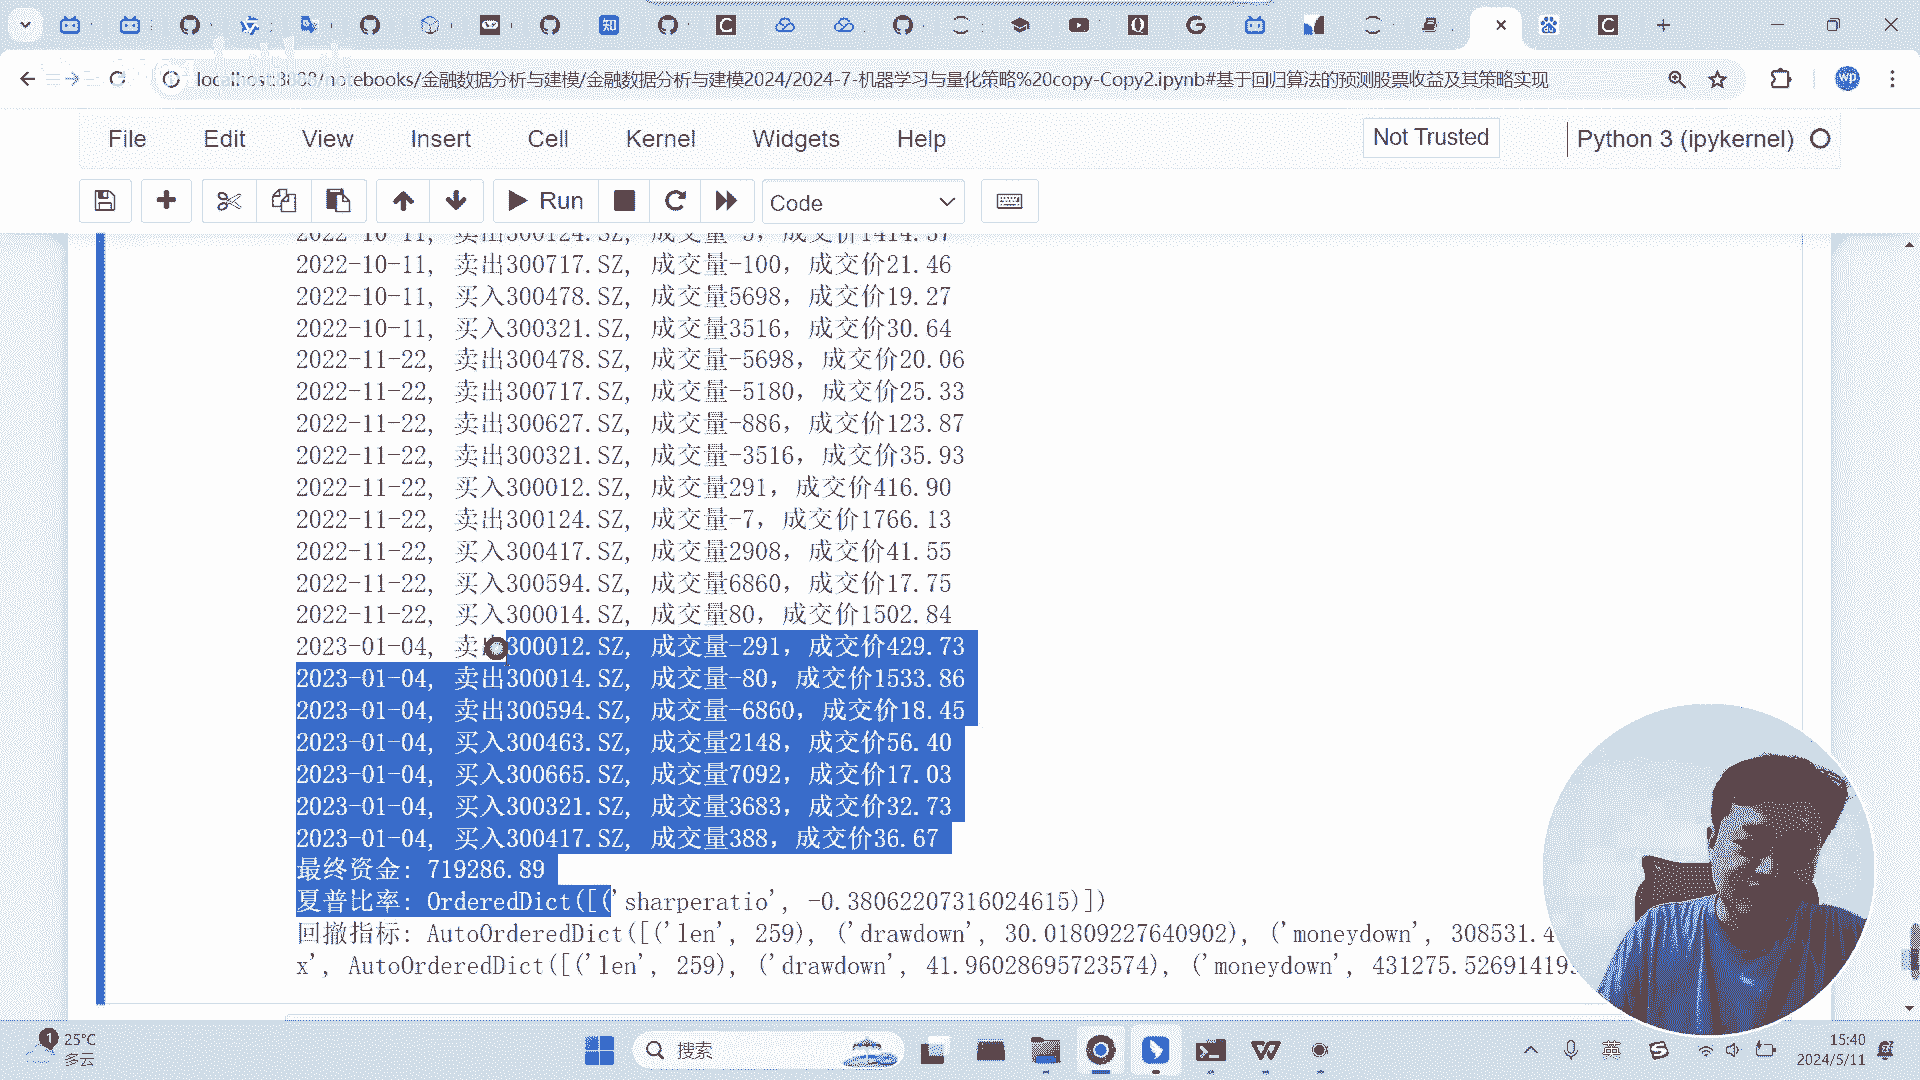 localhost:8888/notebooks/金融数据分析与建模/金融数据分析与建模2024/2024-7-机器学习与量化策略%20copy-Copy2.ipynb#基于回归算法的预测股票收益及其策略实现
wp
File Edit View Insert Cell Kernel Widgets Help Not Trusted Python 3 (ipykernel)
Run Code
2022-10-11, 卖出300124.SZ, 成交量-5, 成交价1414.57
2022-10-11, 卖出300717.SZ, 成交量-100, 成交价21.46
2022-10-11, 买入300478.SZ, 成交量5698, 成交价19.27
2022-10-11, 买入300321.SZ, 成交量3516, 成交价30.64
2022-11-22, 卖出300478.SZ, 成交量-5698, 成交价20.06
2022-11-22, 卖出300717.SZ, 成交量-5180, 成交价25.33
2022-11-22, 卖出300627.SZ, 成交量-886, 成交价123.87
2022-11-22, 卖出300321.SZ, 成交量-3516, 成交价35.93
2022-11-22, 买入300012.SZ, 成交量291, 成交价416.90
2022-11-22, 卖出300124.SZ, 成交量-7, 成交价1766.13
2022-11-22, 买入300417.SZ, 成交量2908, 成交价41.55
2022-11-22, 买入300594.SZ, 成交量6860, 成交价17.75
2022-11-22, 买入300014.SZ, 成交量80, 成交价1502.84
2023-01-04, 卖出300012.SZ, 成交量-291, 成交价429.73
2023-01-04, 卖出300014.SZ, 成交量-80, 成交价1533.86
2023-01-04, 卖出300594.SZ, 成交量-6860, 成交价18.45
2023-01-04, 买入300463.SZ, 成交量2148, 成交价56.40
2023-01-04, 买入300665.SZ, 成交量7092, 成交价17.03
2023-01-04, 买入300321.SZ, 成交量3683, 成交价32.73
2023-01-04, 买入300417.SZ, 成交量388, 成交价36.67
最终资金: 719286.89
夏普比率: OrderedDict([('sharperatio', -0.38062207316024615)])
回撤指标: AutoOrderedDict([('len', 259), ('drawdown', 30.01809227640902), ('moneydown', 308531.4
x', AutoOrderedDict([('len', 259), ('drawdown', 41.96028695723574), ('moneydown', 431275.526914195
1 25°C
多云
搜索
英
15:40
2024/5/11